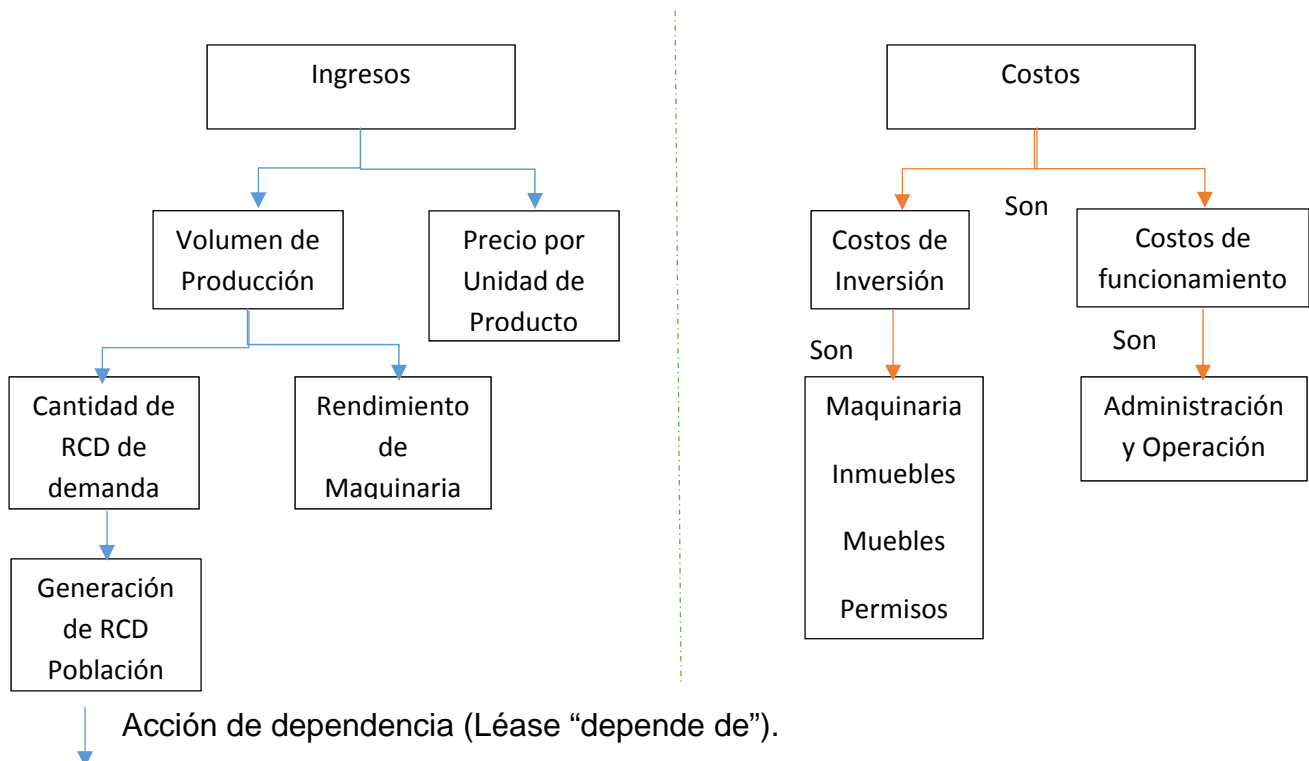 Ingresos
Volumen de
Producción
Precio por
Unidad de
Producto
Cantidad de
RCD de
demanda
Rendimiento
de
Maquinaria
Generación
de RCD
Población
Costos
Son
Costos de
Inversión
Costos de
funcionamiento
Son
Son
Maquinaria
Inmuebles
Muebles
Permisos
Administración
y Operación
Acción de dependencia (Léase “depende de”).